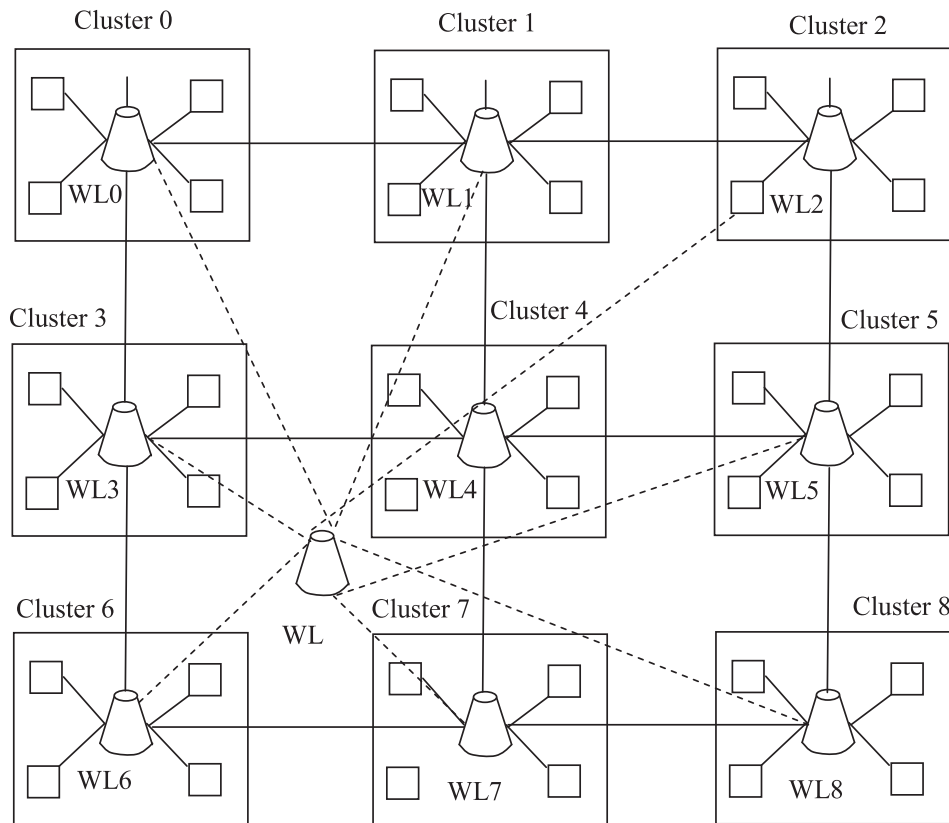 Cluster 0
Cluster 1
Cluster 2
WL0
WL1
WL2
Cluster 3
Cluster 4
Cluster 5
WL3
WL4
WL5
Cluster 6
Cluster 7
Cluster 8
WL
WL6
WL7
WL8